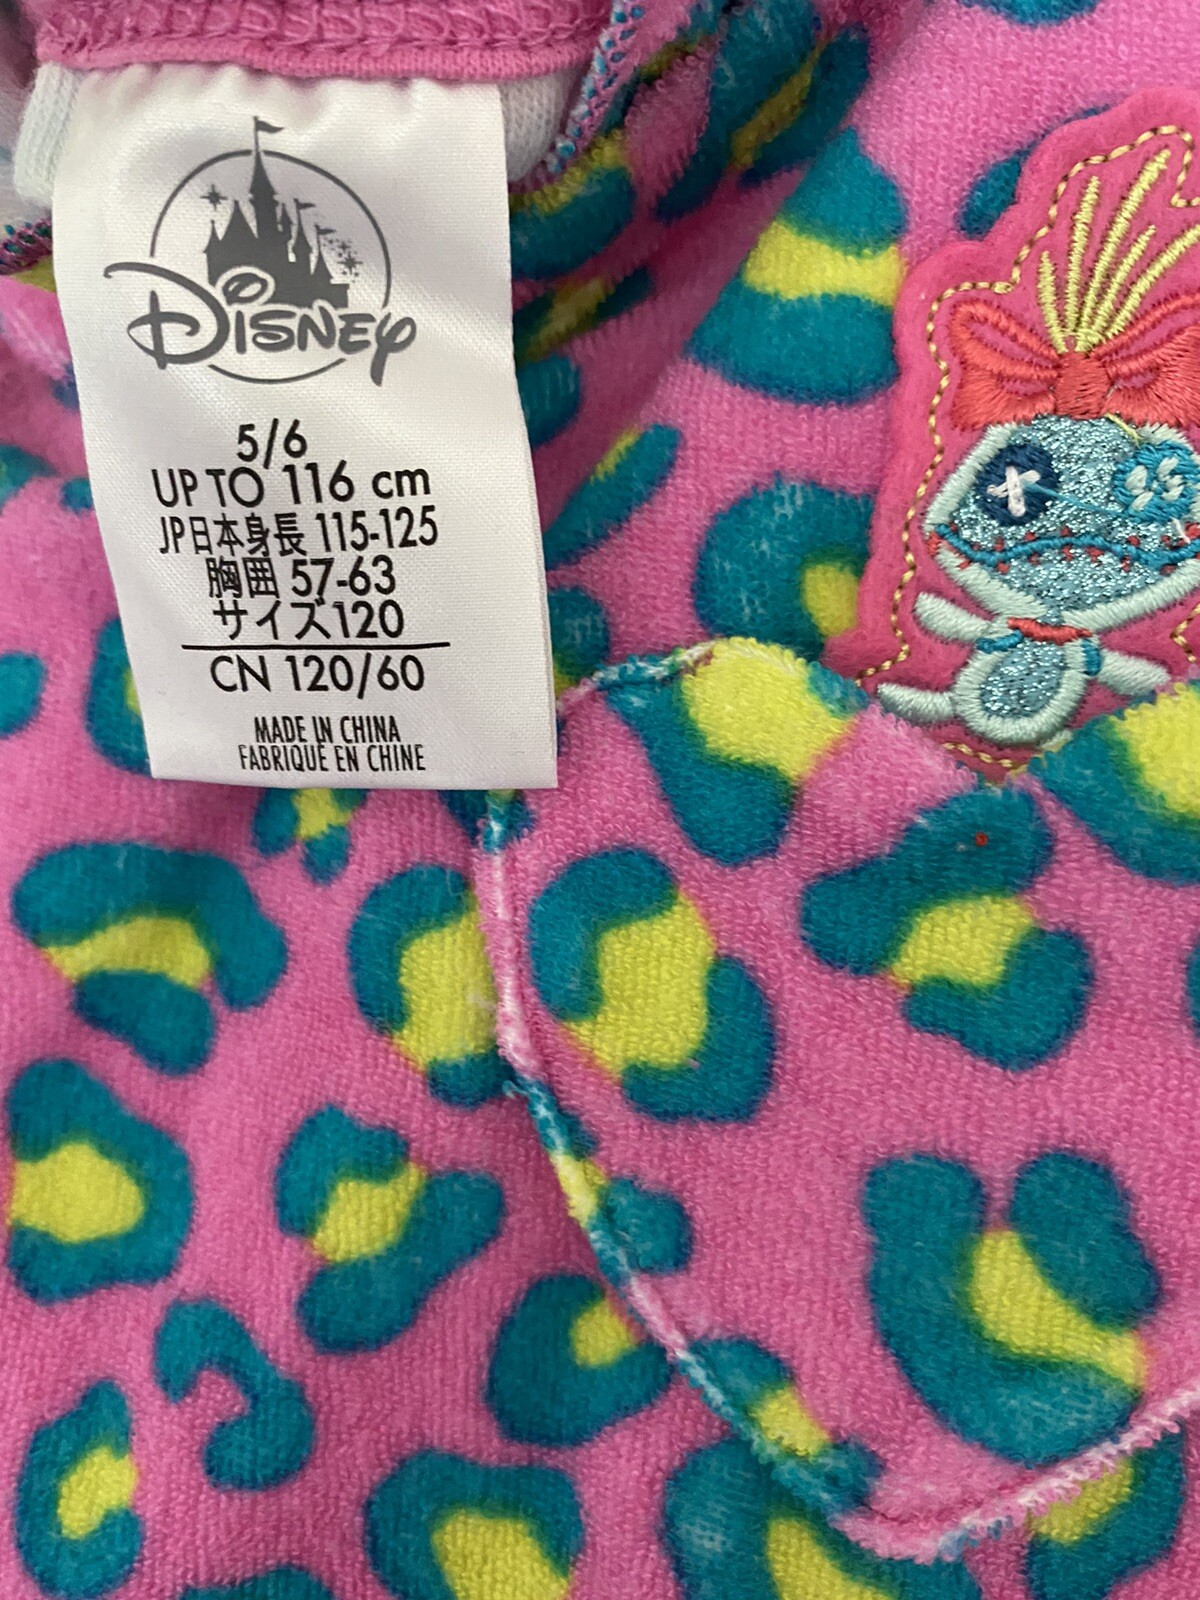 Disney
5/6
UP TO 116 cm
JP日本身長 115-125
胸囲 57-63
サイズ120
CN 120/60
MADE IN CHINA
FABRIQUÉ EN CHINE